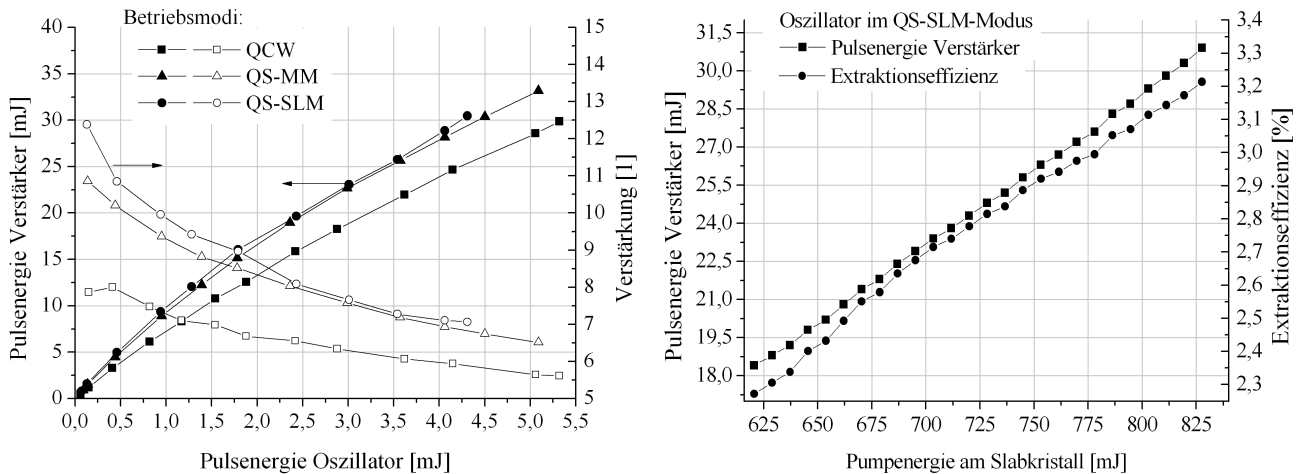 Betriebsmodi:
QCW
QS-MM
QS-SLM
40
35
30
25
20
15
10
5
0
Pulsenergie Verstärker [mJ]
15
14
13
12
11
10
9
8
7
6
5
Verstärkung [1]
0,0 0,5 1,0 1,5 2,0 2,5 3,0 3,5 4,0 4,5 5,0 5,5
Pulsenergie Oszillator [mJ]
Oszillator im QS-SLM-Modus
Pulsenergie Verstärker
Extraktionseffizienz
31,5
30,0
28,5
27,0
25,5
24,0
22,5
21,0
19,5
18,0
Pulsenergie Verstärker [mJ]
3,4
3,3
3,2
3,1
3,0
2,9
2,8
2,7
2,6
2,5
2,4
2,3
Extraktionseffizienz [%]
625 650 675 700 725 750 775 800 825
Pumpenergie am Slabkristall [mJ]